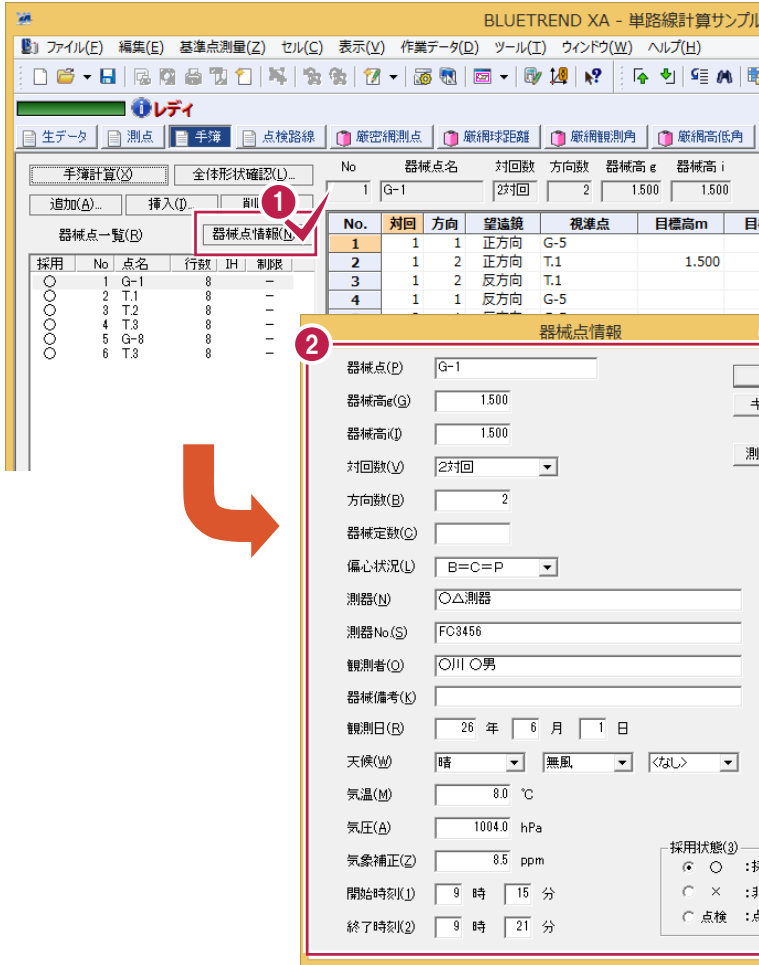 BLUETREND XA - 単路線計算サンプル
ファイル(F) 編集(E) 基準点測量(Z) セル(C) 表示(V) 作業データ(D) ツール(T) ウィンドウ(W) ヘルプ(H)
レディ
生データ 測点 手簿 点検路線 厳密網測点 厳網球距離 厳網観測角 厳網高低角
手簿計算(X) 全体形状確認(L)...
No 器械点名 対回数 方向数 器械高g 器械高i
1 G-1 2対回 2 1.500 1.500
追加(A)... 挿入(I)...
1
器械点一覧(R) 器械点情報(N)
採用 No 点名 行数 IH 制限
○ 1 G-1 8 −
○ 2 T.1 8 −
○ 3 T.2 8 −
○ 4 T.3 8 −
○ 5 G-8 8 −
○ 6 T.3 8 −
No. 対回 方向 望遠鏡 視準点 目標高m
1 1 1 正方向 G-5
2 1 2 正方向 T.1 1.500
3 1 2 反方向 T.1
4 1 1 反方向 G-5
2
器械点情報
器械点(P) G-1
器械高g(G) 1.500
器械高i(I) 1.500
対回数(V) 2対回
方向数(B) 2
器械定数(C)
偏心状況(L) B=C=P
測器(N) ○△測器
測器No.(S) FC3456
観測者(O) ○川 ○男
器械備考(K)
観測日(R) 26 年 6 月 1 日
天候(W) 晴 無風 <なし>
気温(M) 8.0 ℃
気圧(A) 1004.0 hPa
気象補正(Z) 8.5 ppm
開始時刻(1) 9 時 15 分
終了時刻(2) 9 時 21 分
採用状態(3)
○
×
点検